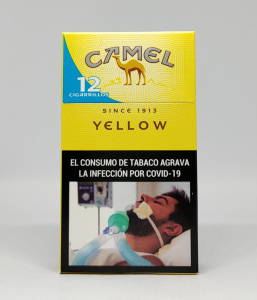 CAMEL
12
CIGARRILLOS
SINCE 1913
YELLOW
EL CONSUMO DE TABACO AGRAVA
LA INFECCIÓN POR COVID-19